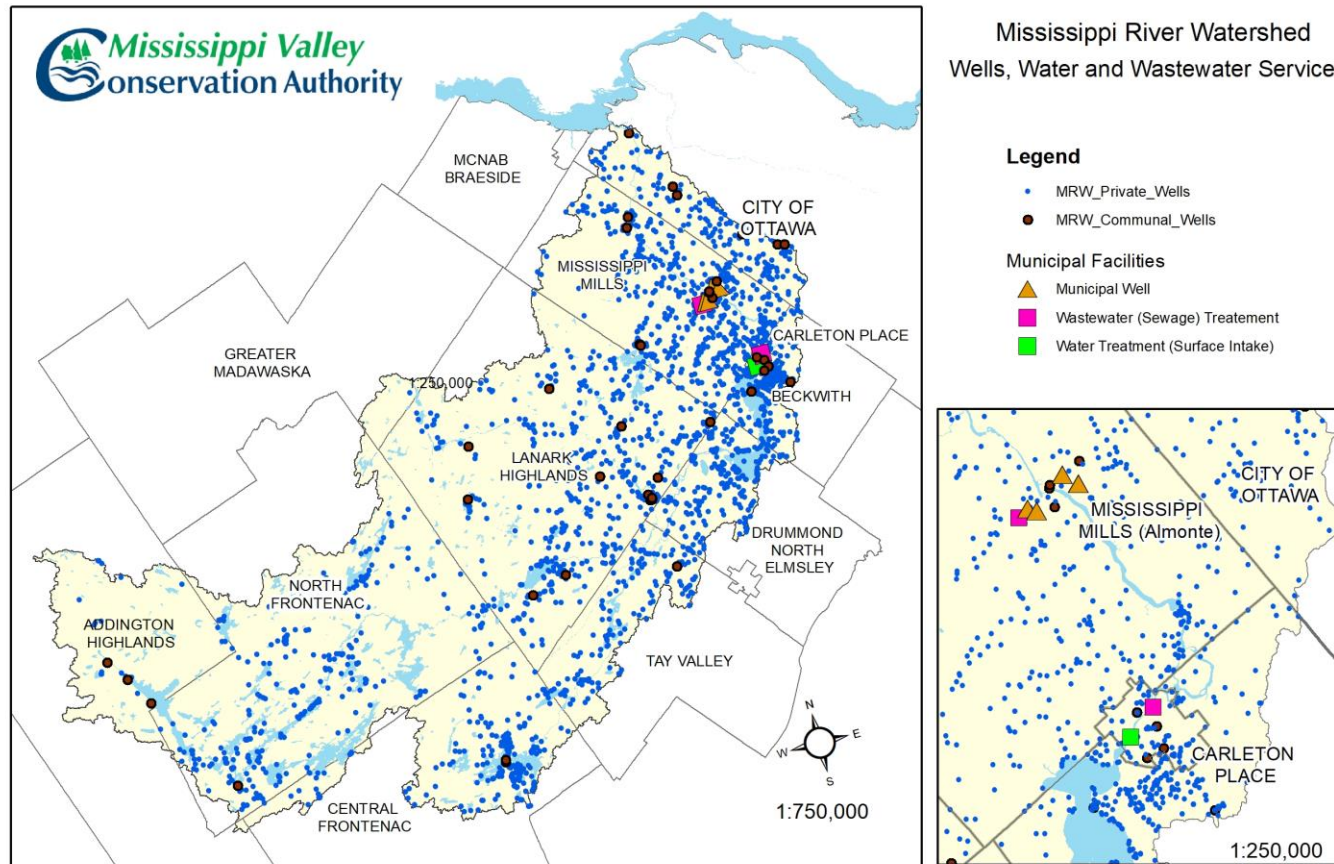 Mississippi Valley
Conservation Authority
MCNAB
BRAESIDE
CITY OF
OTTAWA
MISSISSIPPI
MILLS
CARLETON PLACE
GREATER
MADAWASKA
1:250,000
BECKWITH
LANARK
HIGHLANDS
DRUMMOND
NORTH
ELMSLEY
NORTH
FRONTENAC
ADDINGTON
HIGHLANDS
TAY VALLEY
CENTRAL
FRONTENAC
N
W
E
S
1:750,000
Mississippi River Watershed
Wells, Water and Wastewater Service
Legend
MRW_Private_Wells
MRW_Communal_Wells
Municipal Facilities
Municipal Well
Wastewater (Sewage) Treatement
Water Treatment (Surface Intake)
CITY OF
OTTAWA
MISSISSIPPI
MILLS (Almonte)
CARLETON
PLACE
1:250,000